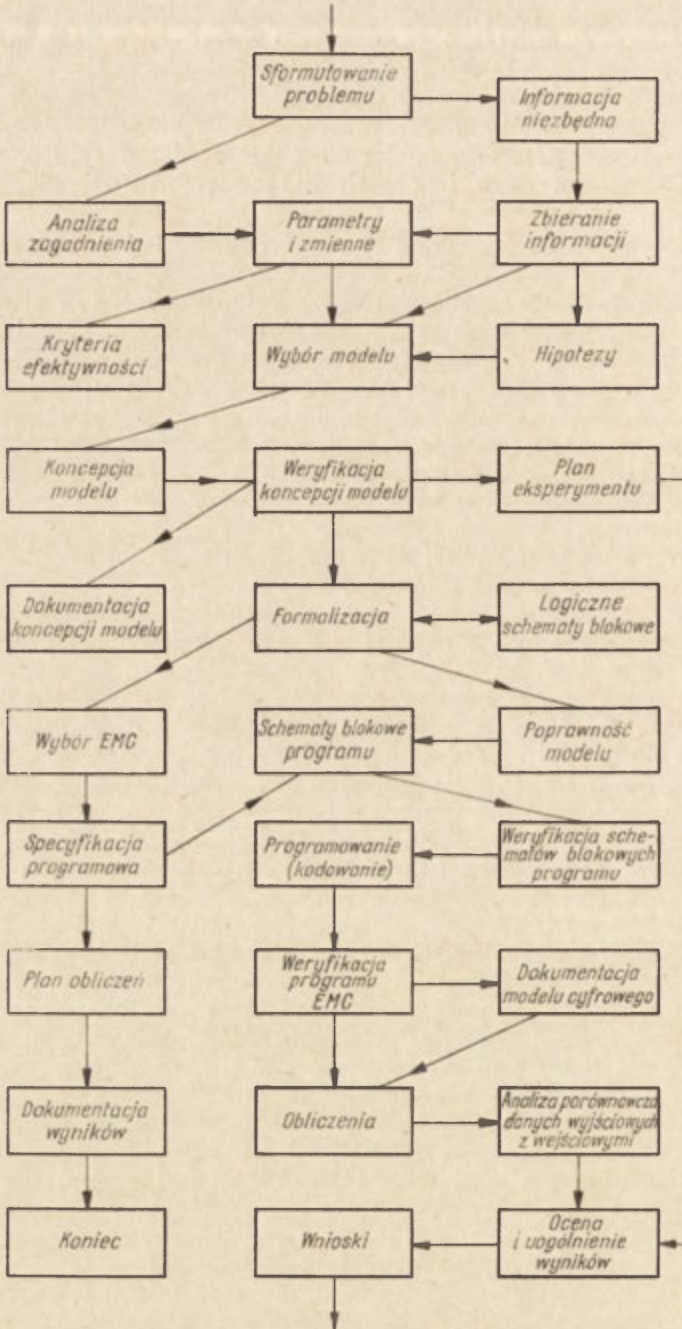 Sformułowanie
problemu
Informacja
niezbędna
Analiza
zagadnienia
Parametry
i zmienne
Zbieranie
informacji
Kryteria
efektywności
Wybór modelu
Hipotezy
Koncepcja
modelu
Weryfikacja
koncepcji modelu
Plan
eksperymentu
Dokumentacja
koncepcji modelu
Formalizacja
Logiczne
schematy blokowe
Wybór EMC
Schematy blokowe
programu
Poprawność
modelu
Specyfikacja
programowa
Programowanie
(kodowanie)
Weryfikacja sche-
matów blokowych
programu
Plan obliczeń
Weryfikacja
programu
EMC
Dokumentacja
modelu cyfrowego
Dokumentacja
wyników
Obliczenia
Analiza porównawcza
danych wyjściowych
z wejściowymi
Koniec
Wnioski
Ocena
i uogólnienie
wyników